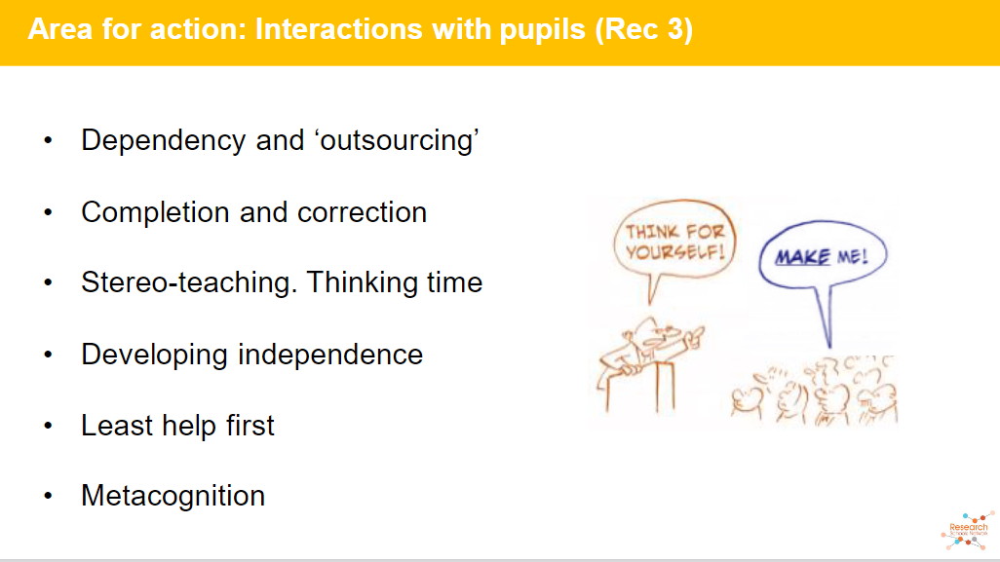 Area for action: Interactions with pupils (Rec 3)
• Dependency and ‘outsourcing’
• Completion and correction
• Stereo-teaching. Thinking time
• Developing independence
• Least help first
• Metacognition
THINK FOR
YOURSELF!
MAKE ME!
Research
Schools Network